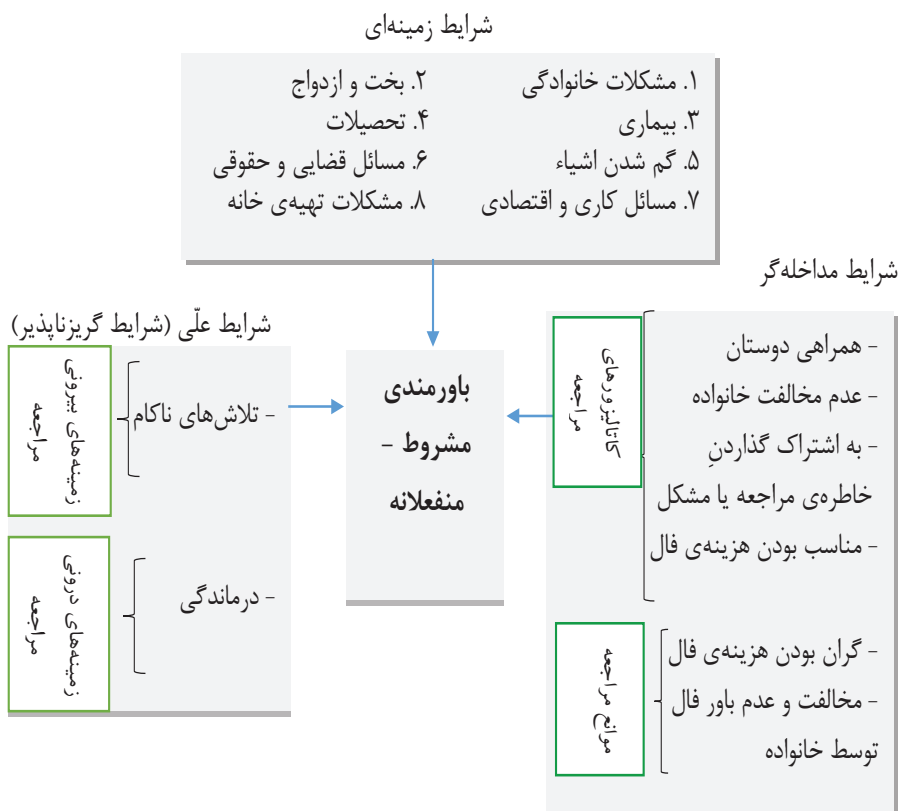 شرایط زمینه‌ای
۱. مشکلات خانوادگی ۲. بخت و ازدواج
۳. بیماری ۴. تحصیلات
۵. گم شدن اشیاء ۶. مسائل قضایی و حقوقی
۷. مسائل کاری و اقتصادی ۸. مشکلات تهیه‌ی خانه
شرایط مداخله‌گر
کاتالیزورهای
مراجعه
- همراهی دوستان
- عدم مخالفت خانواده
- به اشتراک گذاردنِ
خاطره‌ی مراجعه یا مشکل
- مناسب بودن هزینه‌ی فال
موانع مراجعه
- گران بودن هزینه‌ی فال
- مخالفت و عدم باور فال
توسط خانواده
باورمندی
مشروط -
منفعلانه
شرایط علّی (شرایط گریزناپذیر)
زمینه‌های بیرونی
مراجعه
- تلاش‌های ناکام
زمینه‌های درونی
مراجعه
- درماندگی